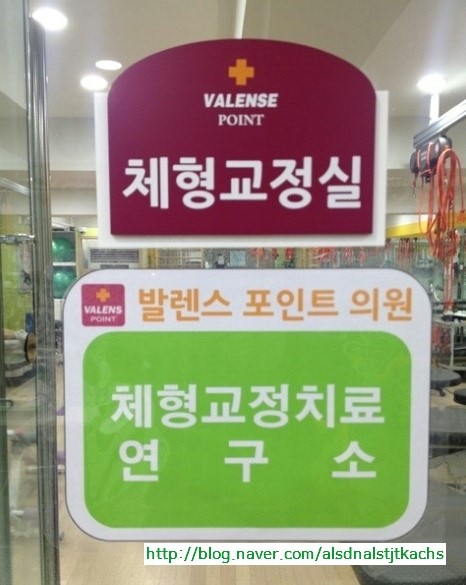 VALENSE
POINT
체형교정실
VALENS
POINT
발렌스 포인트 의원
체형교정치료
연 구 소
http://blog.naver.com/alsdnalstjtkachs